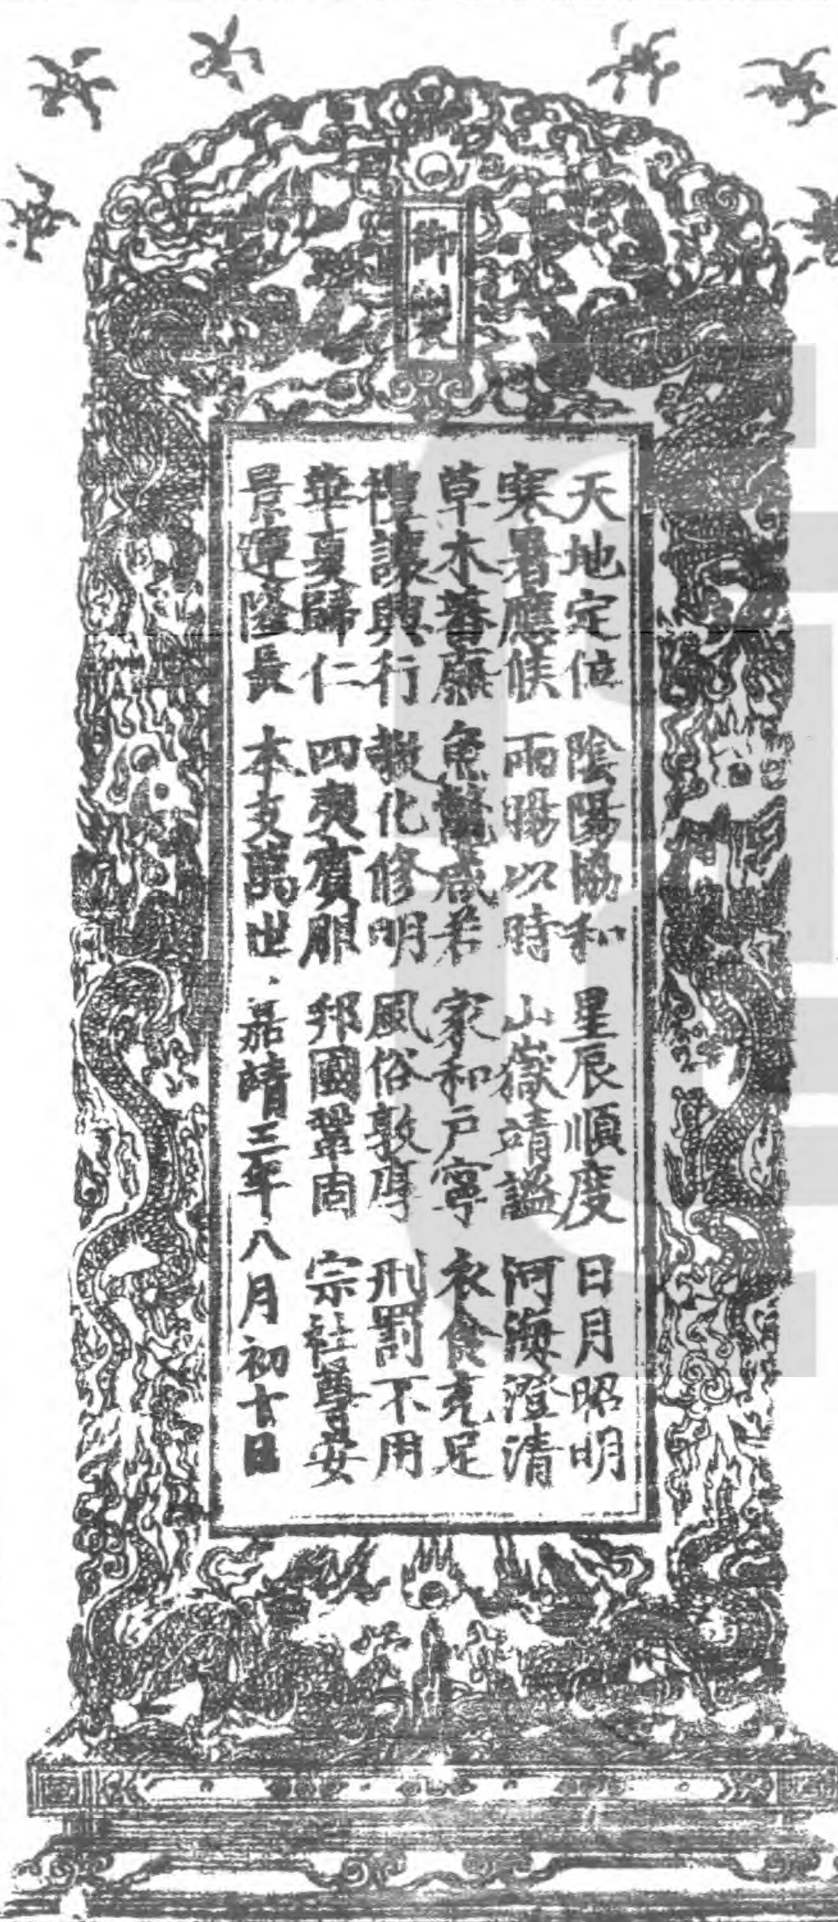 御製
天地定位 陰陽協和 星辰順度 日月昭明
寒暑應候 雨暘以時 山嶽靖謐 河海澄清
草木蕃廡 魚鼈咸若 家和戶寧 衣食充足
禮讓興行 教化修明 風俗敦厚 刑罰不用
華夏歸仁 四夷賓服 邦國鞏固 宗社尊安
景運隆長 本支萬世 嘉靖三年八月初十日